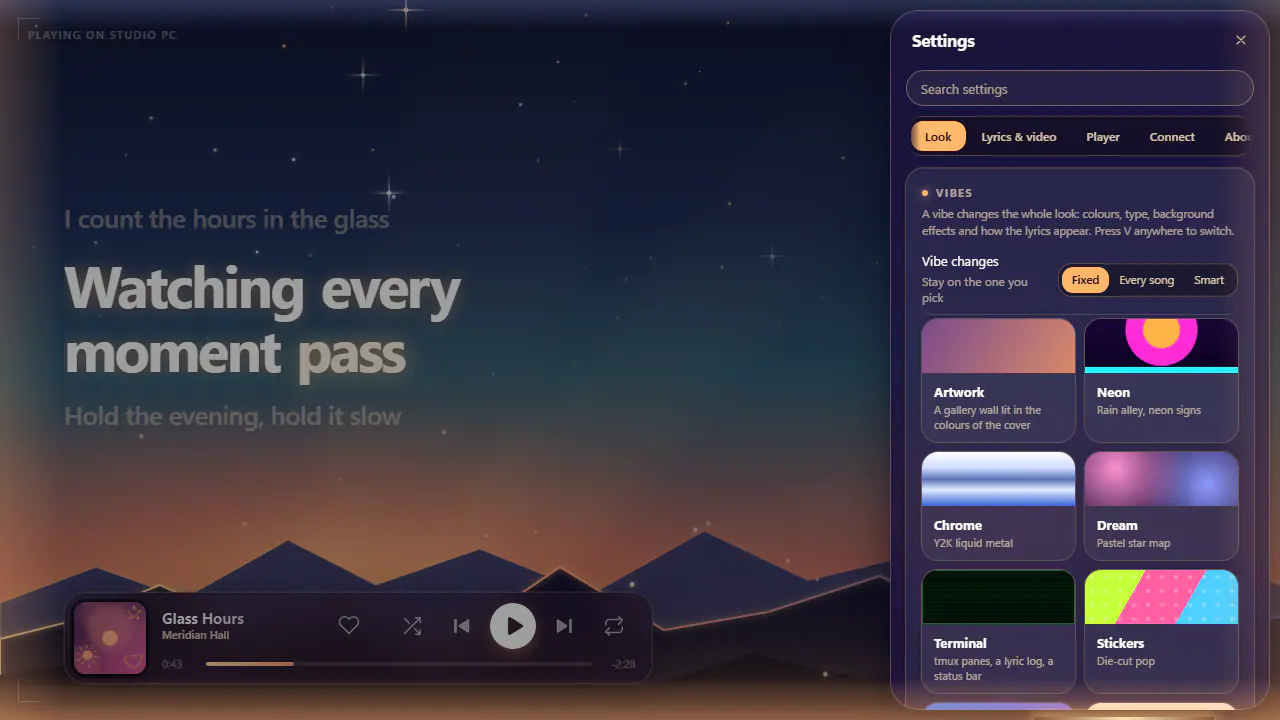 PLAYING ON STUDIO PC
I count the hours in the glass
Watching every
moment pass
Hold the evening, hold it slow
Glass Hours
Meridian Hall
0:43
-2:28
Settings
Search settings
Look
Lyrics & video
Player
Connect
Abou
VIBES
A vibe changes the whole look: colours, type, background
effects and how the lyrics appear. Press V anywhere to switch.
Vibe changes
Stay on the one you
pick
Fixed
Every song
Smart
Artwork
A gallery wall lit in the
colours of the cover
Neon
Rain alley, neon signs
Chrome
Y2K liquid metal
Dream
Pastel star map
Terminal
tmux panes, a lyric log, a
status bar
Stickers
Die-cut pop